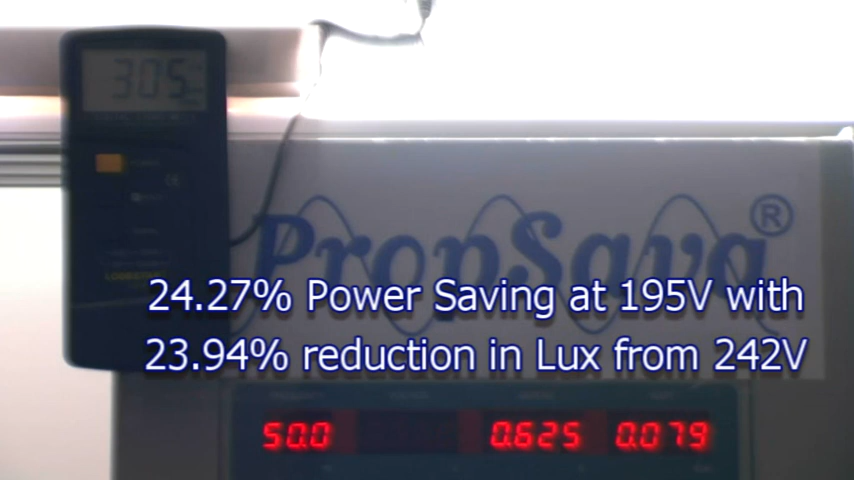 305
PropSava®
24.27% Power Saving at 195V with
23.94% reduction in Lux from 242V
50.0 0.625 0.079